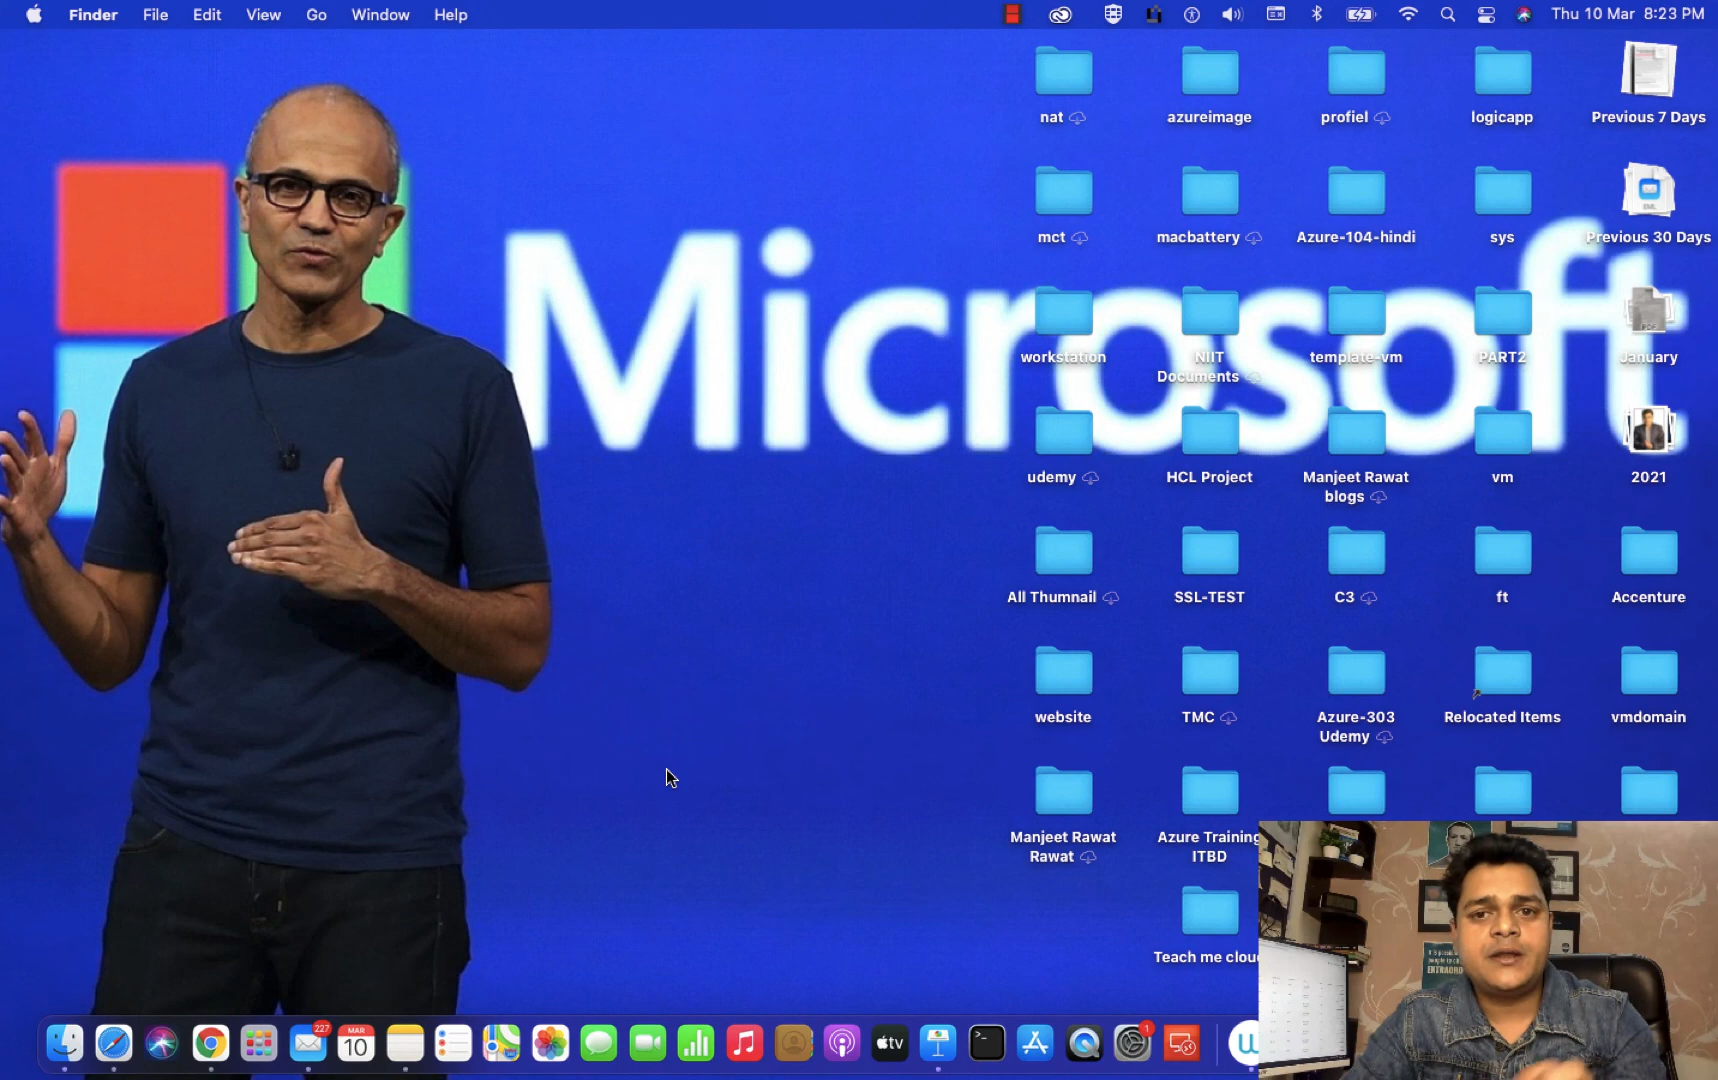 Finder File Edit View Go Window Help Thu 10 Mar 8:23 PM
Microsoft
nat azureimage profiel logicapp Previous 7 Days
mct macbattery Azure-104-hindi sys Previous 30 Days
workstation NIIT Documents template-vm PART2 January
udemy HCL Project Manjeet Rawat blogs vm 2021
All Thumnail SSL-TEST C3 ft Accenture
website TMC Azure-303 Udemy Relocated Items vmdomain
Manjeet Rawat Rawat Azure Training ITBD
Teach me clou
EXTRAORD
227 MAR 10 tv 1